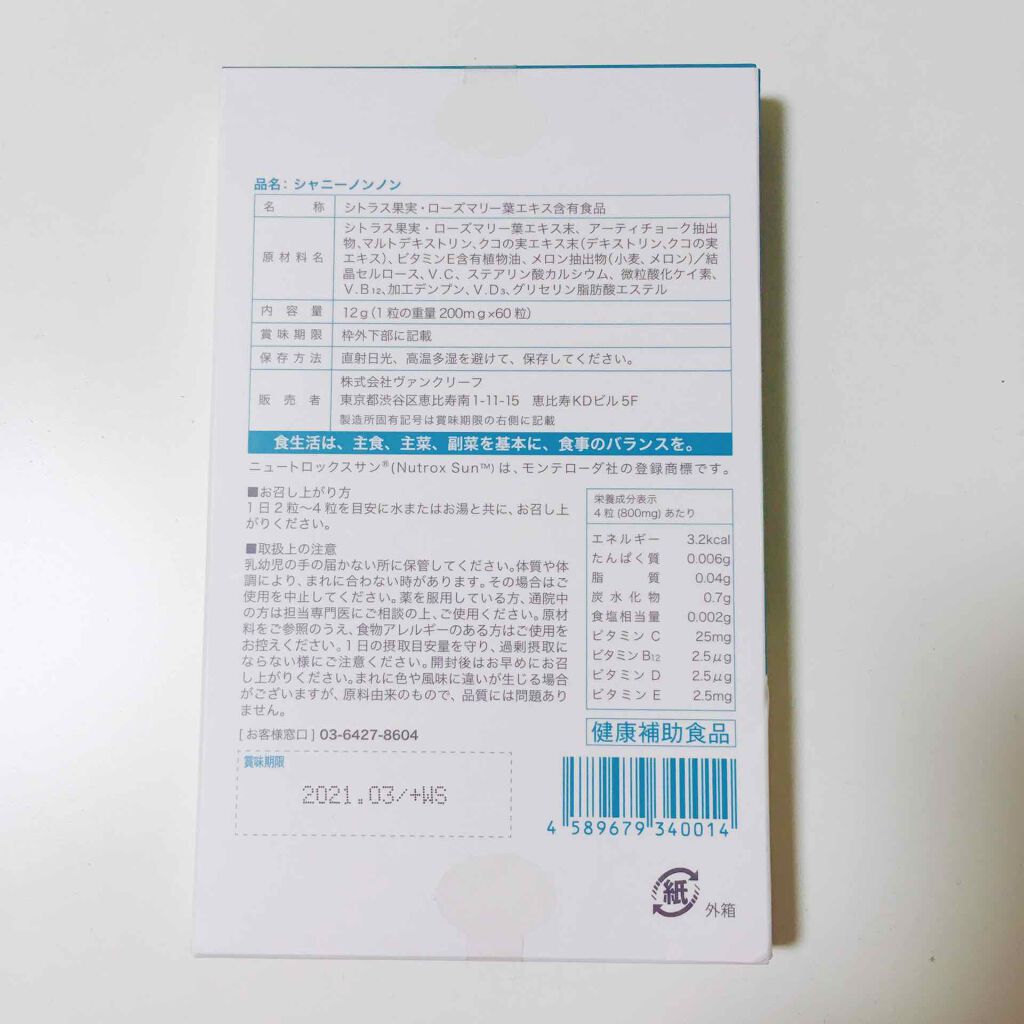 品名: シャニーノンノン
名 称 シトラス果実・ローズマリー葉エキス含有食品
原材料名 シトラス果実・ローズマリー葉エキス末、アーティチョーク抽出
物、マルトデキストリン、クコの実エキス末(デキストリン、クコの実
エキス)、ビタミンE含有植物油、メロン抽出物(小麦、メロン)/結
晶セルロース、V.C、ステアリン酸カルシウム、微粒酸化ケイ素、
V.B12、加工デンプン、V.D3、グリセリン脂肪酸エステル
内 容 量 12g(1粒の重量 200mg×60粒)
賞味期限 枠外下部に記載
保存方法 直射日光、高温多湿を避けて、保存してください。
販 売 者 株式会社ヴァンクリーフ
東京都渋谷区恵比寿南1-11-15 恵比寿KDビル5F
製造所固有記号は賞味期限の右側に記載
食生活は、主食、主菜、副菜を基本に、食事のバランスを。
ニュートロックスサン®(Nutrox Sun™)は、モンテローダ社の登録商標です。
■お召し上がり方
1日2粒〜4粒を目安に水またはお湯と共に、お召し上
がりください。
■取扱上の注意
乳幼児の手の届かない所に保管してください。体質や体
調により、まれに合わない時があります。その場合はご
使用を中止してください。薬を服用している方、通院中
の方は担当専門医にご相談の上、ご使用ください。原材
料をご参照のうえ、食物アレルギーのある方はご使用を
お控えください。1日の摂取目安量を守り、過剰摂取に
ならない様にご注意ください。開封後はお早めにお召
し上がりください。まれに色や風味に違いが生じる場合
がございますが、原料由来のもので、品質には問題あり
ません。
[お客様窓口] 03-6427-8604
賞味期限
2021.03/+WS
栄養成分表示
4粒(800mg)あたり
エネルギー 3.2kcal
たんぱく質 0.006g
脂 質 0.04g
炭水化物 0.7g
食塩相当量 0.002g
ビタミン C 25mg
ビタミン B12 2.5μg
ビタミン D 2.5μg
ビタミン E 2.5mg
健康補助食品
4 589679 340014
紙
外箱